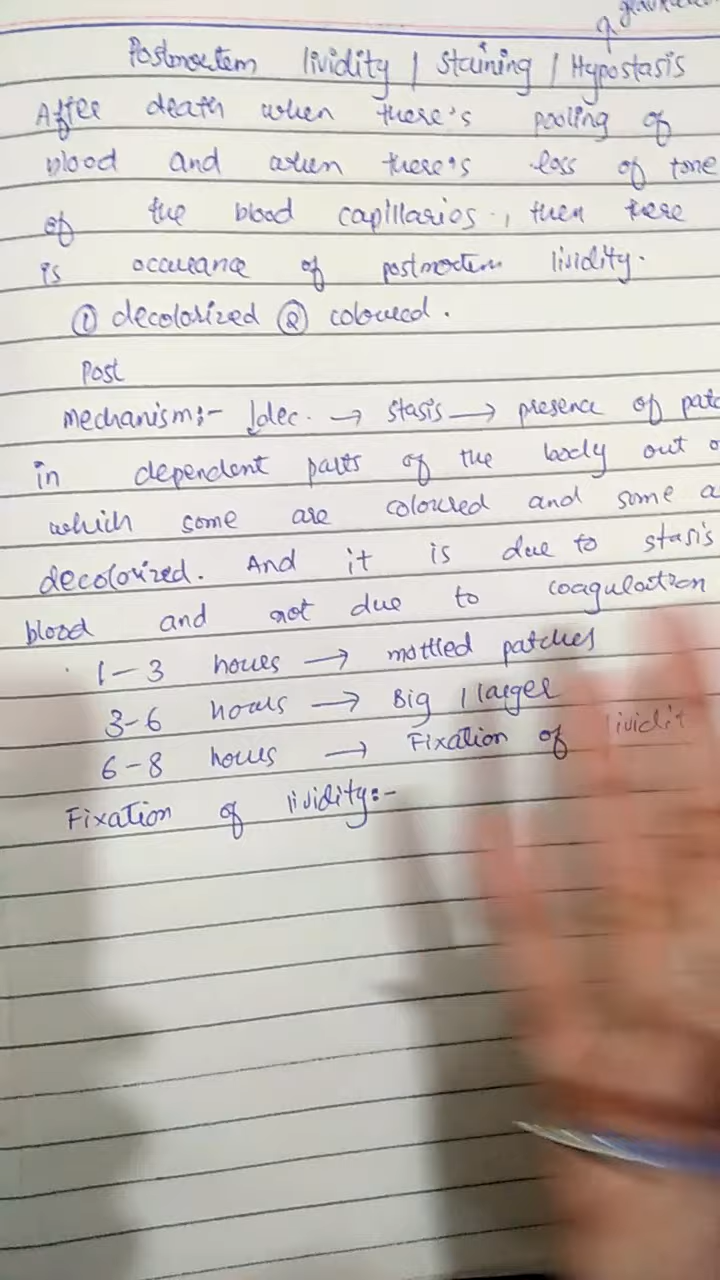 Postmortem lividity / Staining / Hypostasis
After death when there's pooling of
blood and when there's loss of tone
of the blood capillaries, then there
is occurance of postmortem lividity.
① decolorized ② coloured.
Post
mechanism:- ↓dec. → stasis → presence of
in dependent parts of the body out
which some are coloured and some
decolorized. And it is due to stasis
blood and not due to coagulation
1-3 hours → mottled patches
3-6 hours → Big / larger
6-8 hours → Fixation of lividit
Fixation of lividity:-